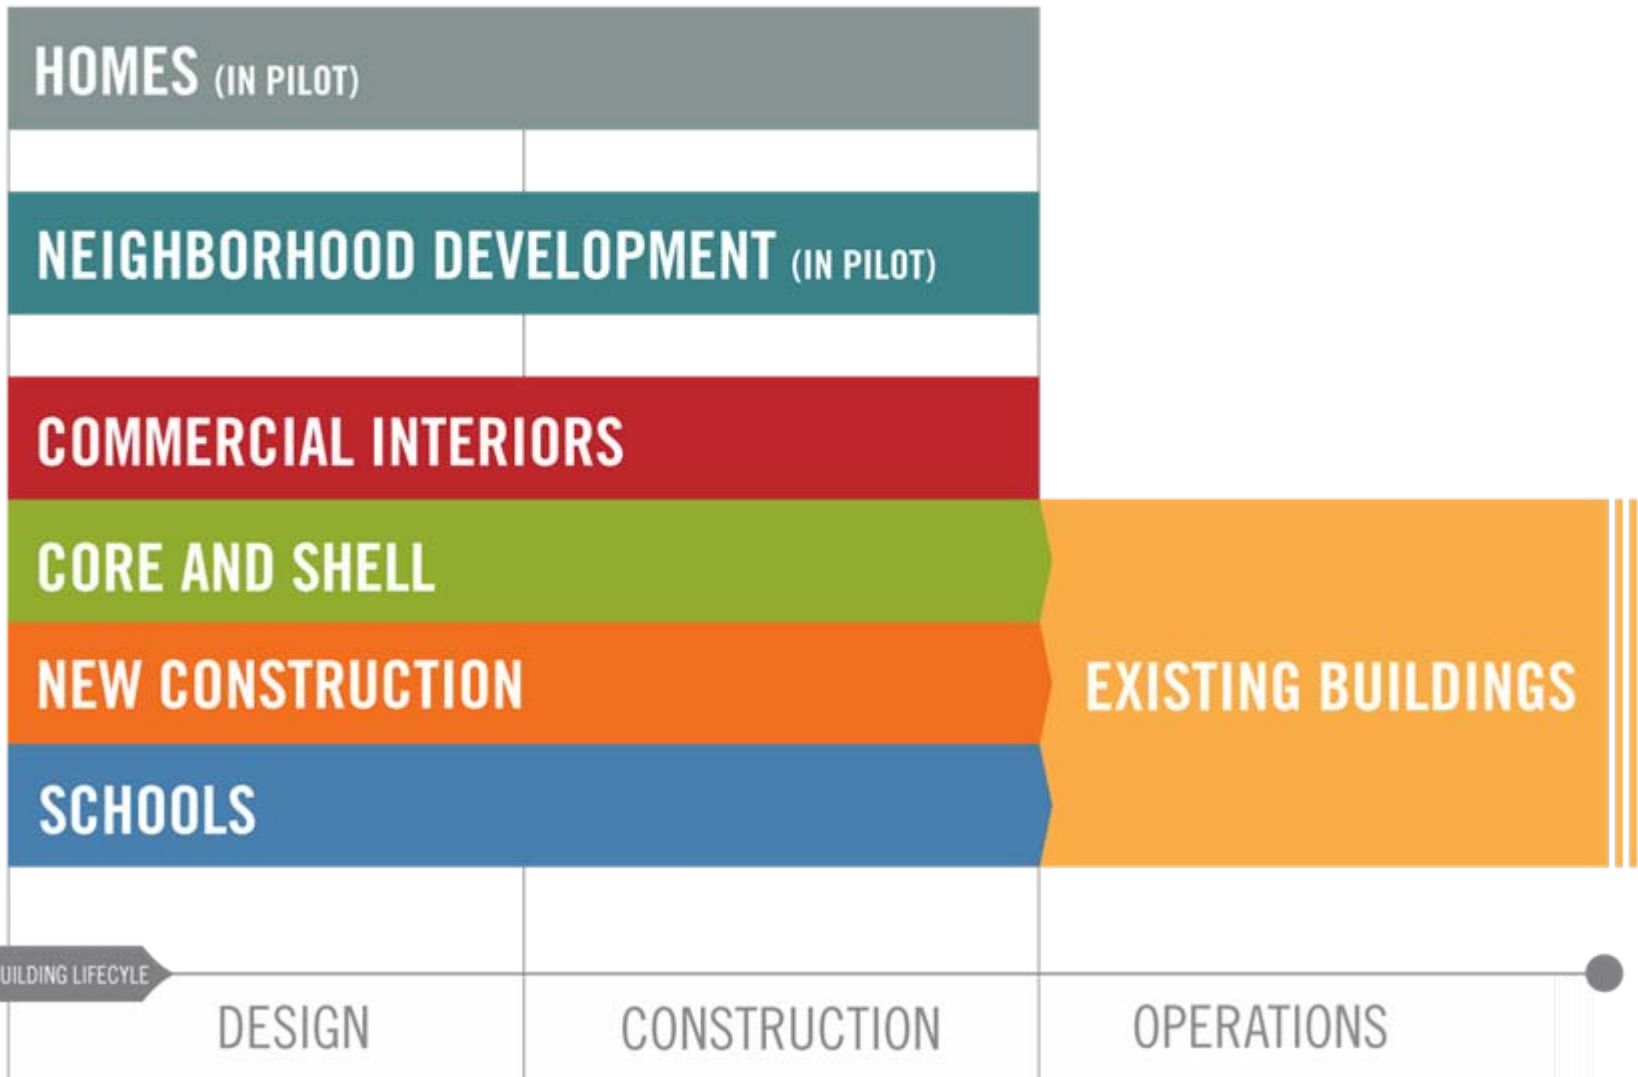 HOMES (IN PILOT)
NEIGHBORHOOD DEVELOPMENT (IN PILOT)
COMMERCIAL INTERIORS
CORE AND SHELL
NEW CONSTRUCTION
EXISTING BUILDINGS
SCHOOLS
UILDING LIFECYLE
DESIGN CONSTRUCTION OPERATIONS